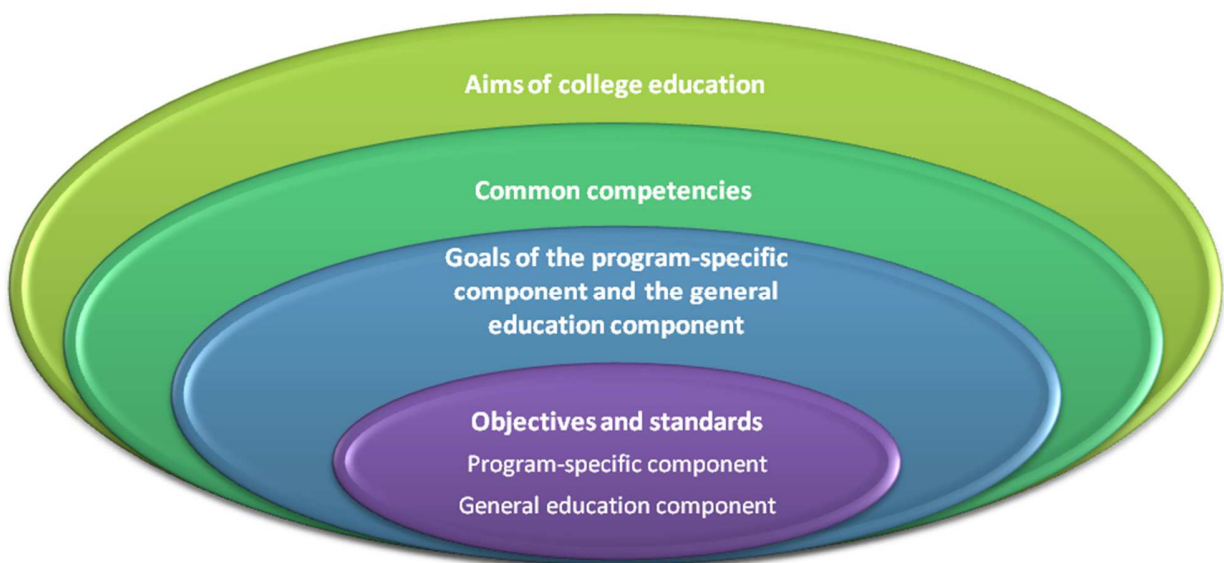 Aims of college education
Common competencies
Goals of the program-specific
component and the general
education component
Objectives and standards
Program-specific component
General education component